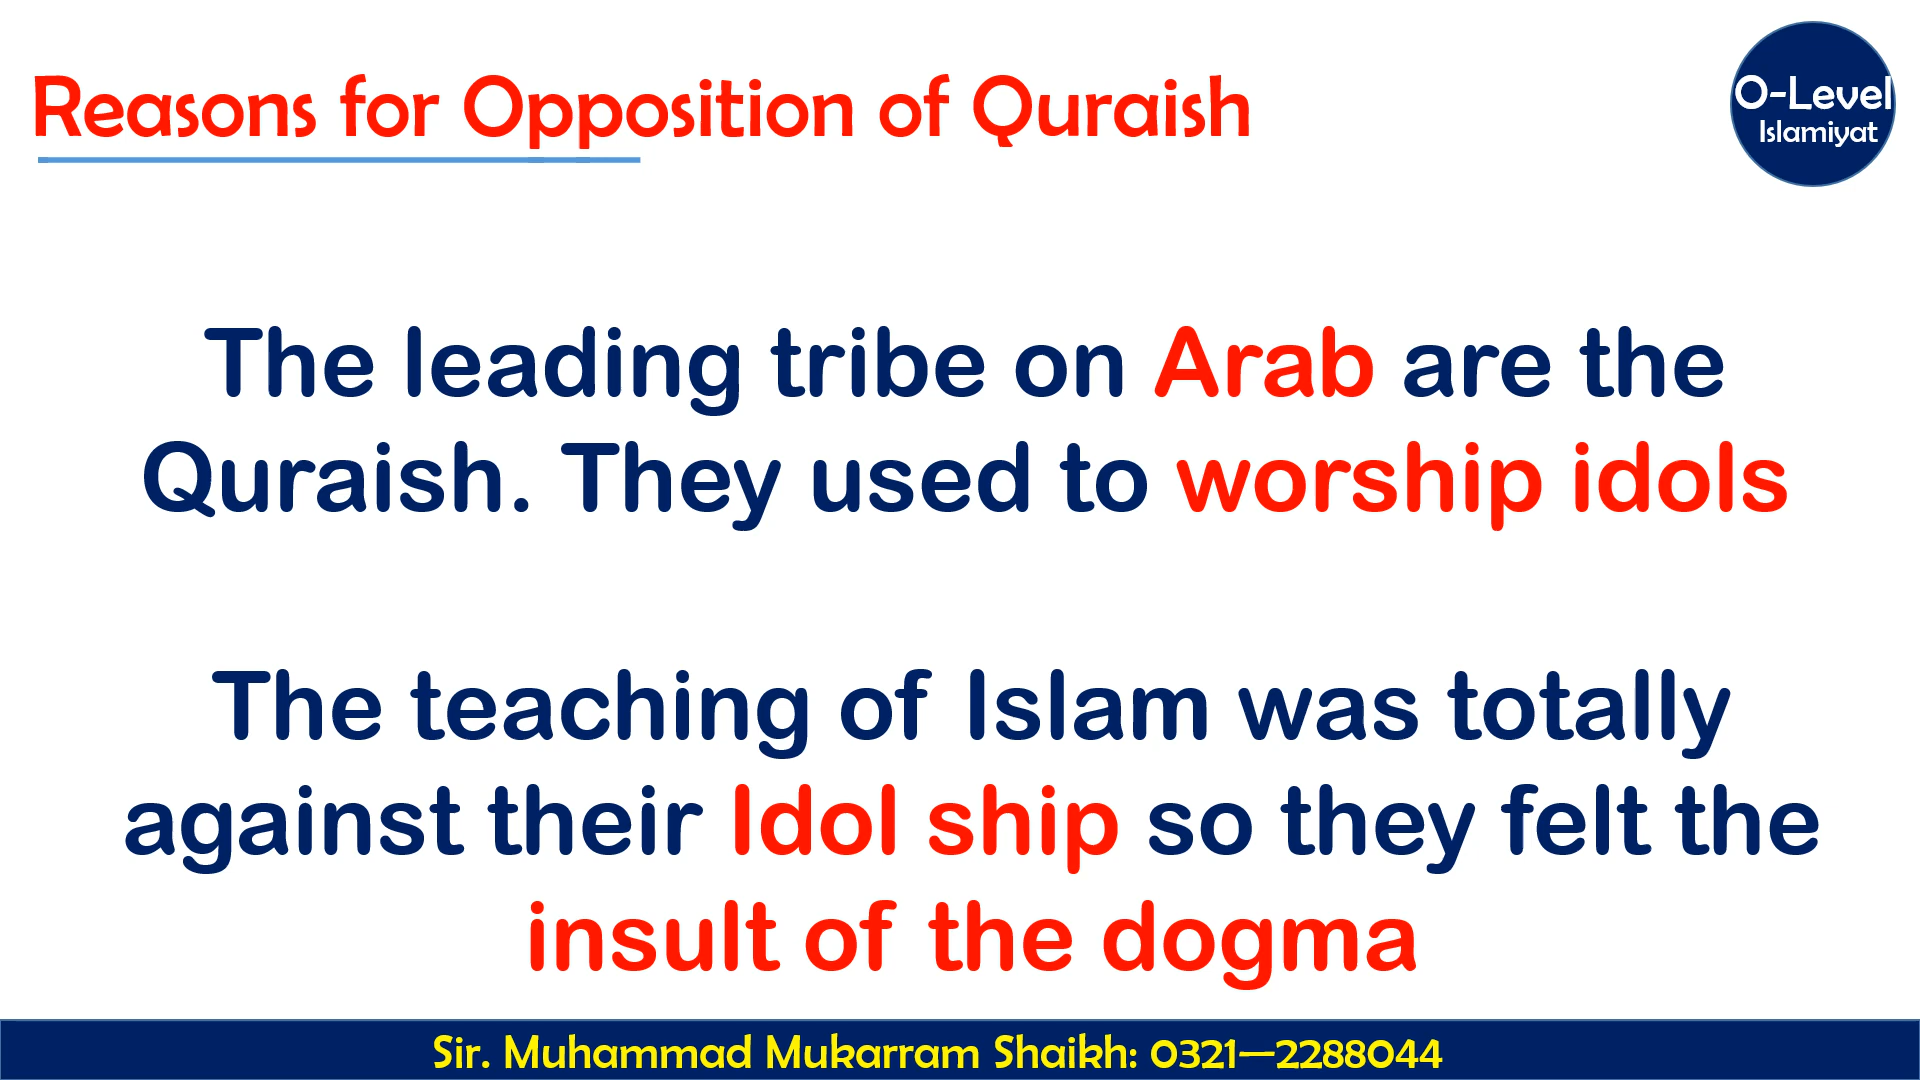 Reasons for Opposition of Quraish
O-Level
Islamiyat
The leading tribe on Arab are the
Quraish. They used to worship idols
The teaching of Islam was totally
against their Idol ship so they felt the
insult of the dogma
Sir. Muhammad Mukarram Shaikh: 0321—2288044